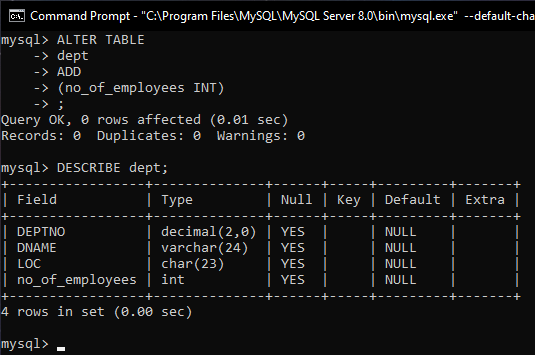 Command Prompt - "C:\Program Files\MySQL\MySQL Server 8.0\bin\mysql.exe" --default-cha
mysql> ALTER TABLE
    -> dept
    -> ADD
    -> (no_of_employees INT)
    -> ;
Query OK, 0 rows affected (0.01 sec)
Records: 0  Duplicates: 0  Warnings: 0
mysql> DESCRIBE dept;
+-----------------+--------------+------+-----+---------+-------+
| Field           | Type         | Null | Key | Default | Extra |
+-----------------+--------------+------+-----+---------+-------+
| DEPTNO          | decimal(2,0) | YES  |     | NULL    |       |
| DNAME           | varchar(24)  | YES  |     | NULL    |       |
| LOC             | char(23)     | YES  |     | NULL    |       |
| no_of_employees | int          | YES  |     | NULL    |       |
+-----------------+--------------+------+-----+---------+-------+
4 rows in set (0.00 sec)
mysql>